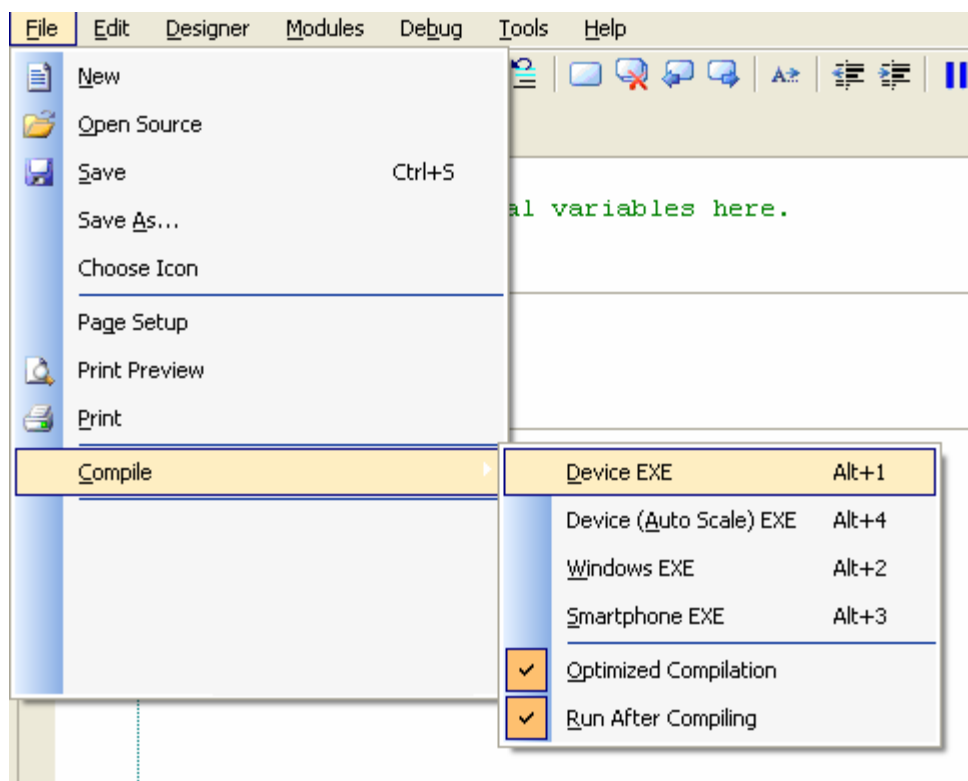 File Edit Designer Modules Debug Tools Help
New
Open Source
Save Ctrl+S
al variables here.
Save As...
Choose Icon
Page Setup
Print Preview
Print
Compile
Device EXE Alt+1
Device (Auto Scale) EXE Alt+4
Windows EXE Alt+2
Smartphone EXE Alt+3
Optimized Compilation
Run After Compiling